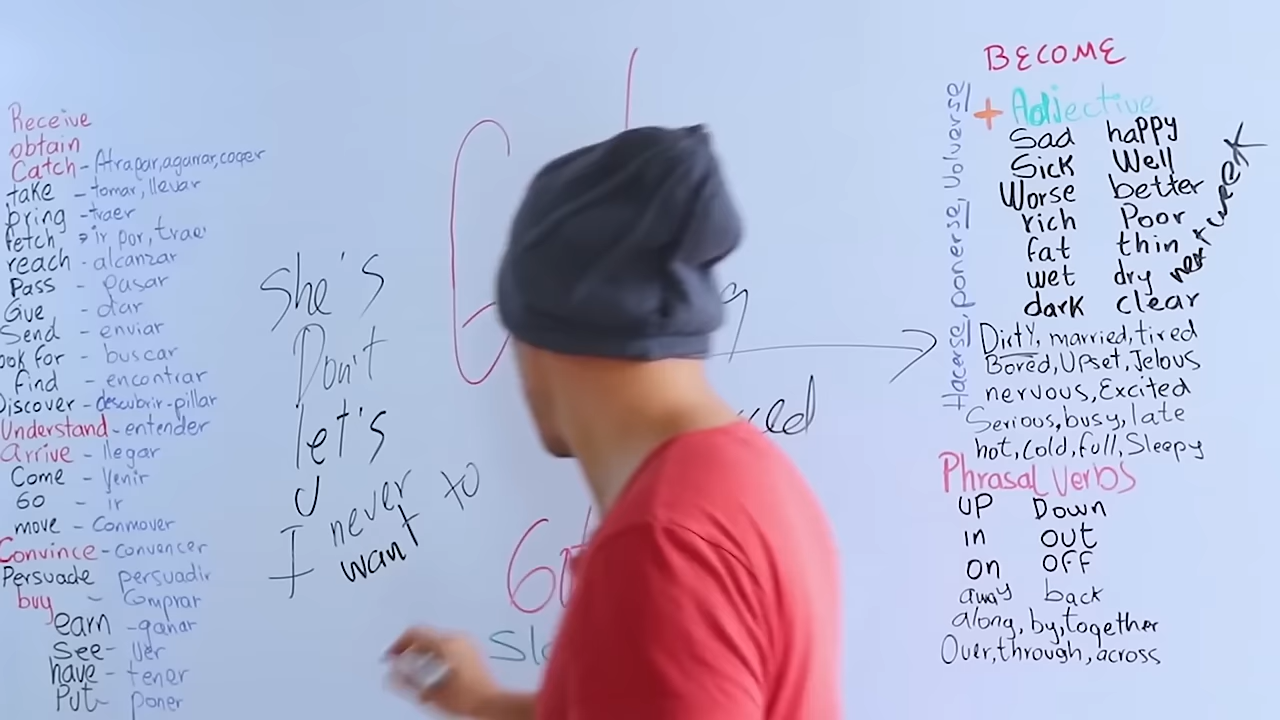 Receive
obtain
Catch - Atrapar, agarrar, coger
take - tomar, llevar
bring - traer
fetch → ir por, trae
reach - alcanzar
Pass - pasar
Give - dar
Send - enviar
ook for - buscar
find - encontrar
Discover - descubrir - pillar
Understand - entender
arrive - llegar
Come - venir
Go - ir
move - conmover
Convince - convencer
Persuade persuadir
buy - comprar
earn - ganar
See - ver
have - tener
Put - poner
She's
Don't
let's
I never want to
G
Got
Sle
g
ced
BECOME
+ Adjective
Sad happy
Sick Well
Worse better
rich Poor
fat thin
wet dry
dark clear
next week
Hacerse, ponerse, Volverse
Dirty, married, tired
Bored, Upset, Jelous
nervous, Excited
Serious, busy, late
hot, Cold, full, Sleepy
Phrasal Verbs
UP Down
in out
on OFF
away back
along, by, together
Over, through, across